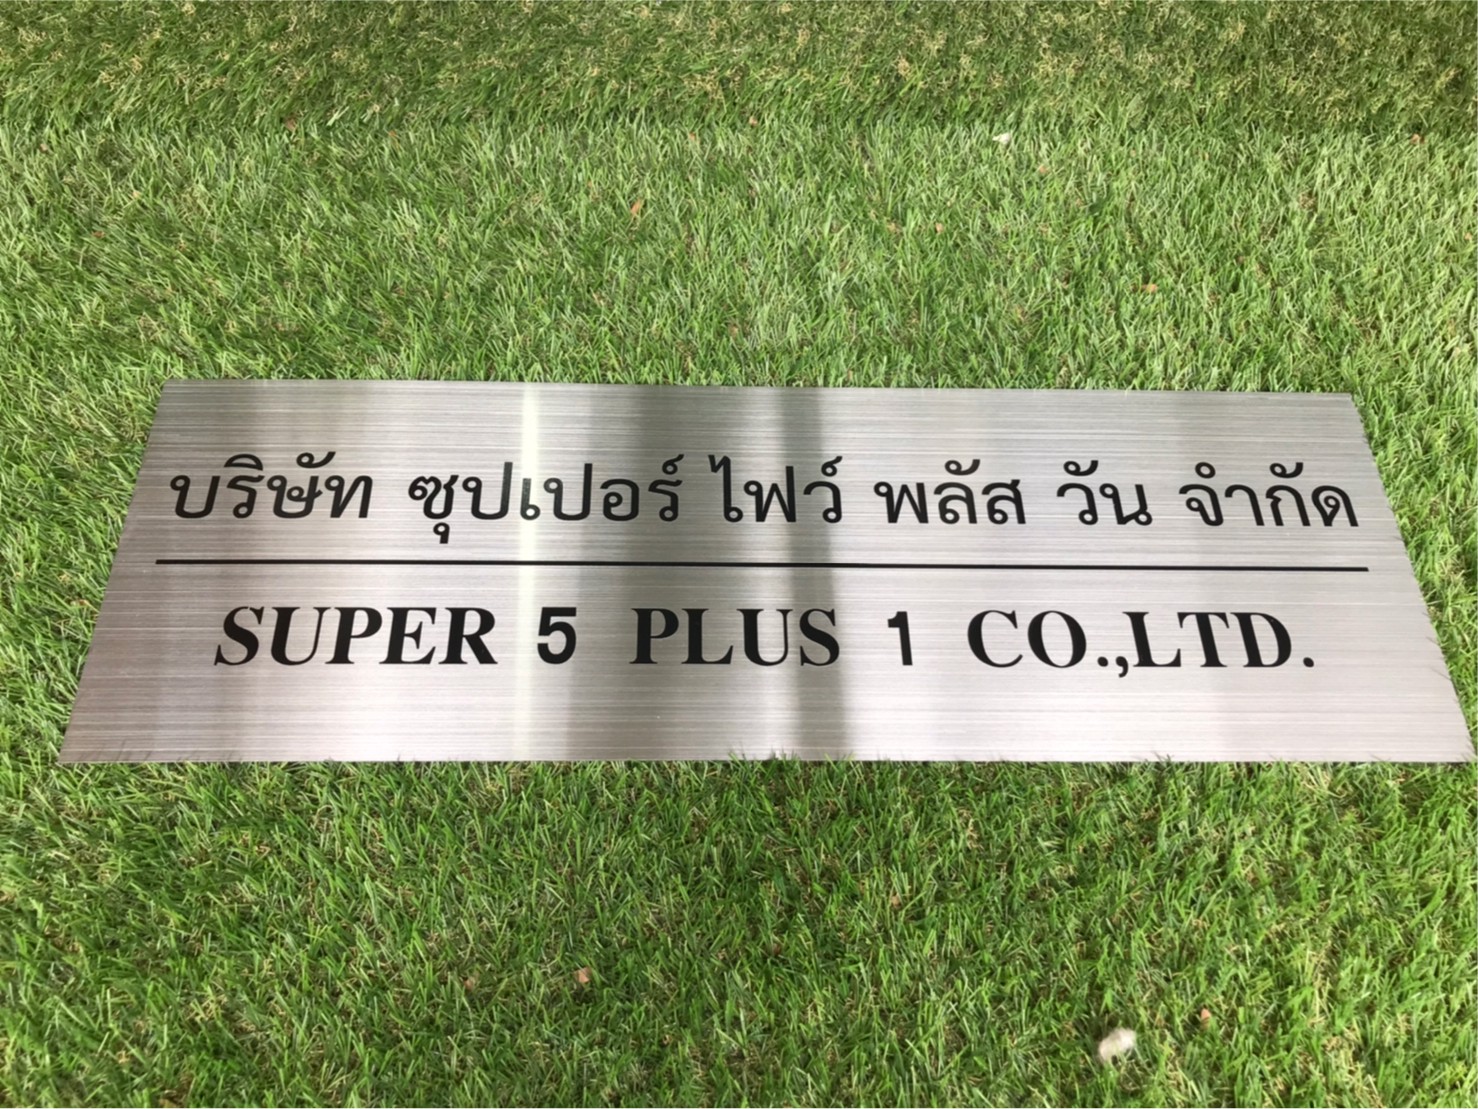 บริษัท ซุปเปอร์ ไฟว์ พลัส วัน จำกัด
SUPER 5 PLUS 1 CO.,LTD.